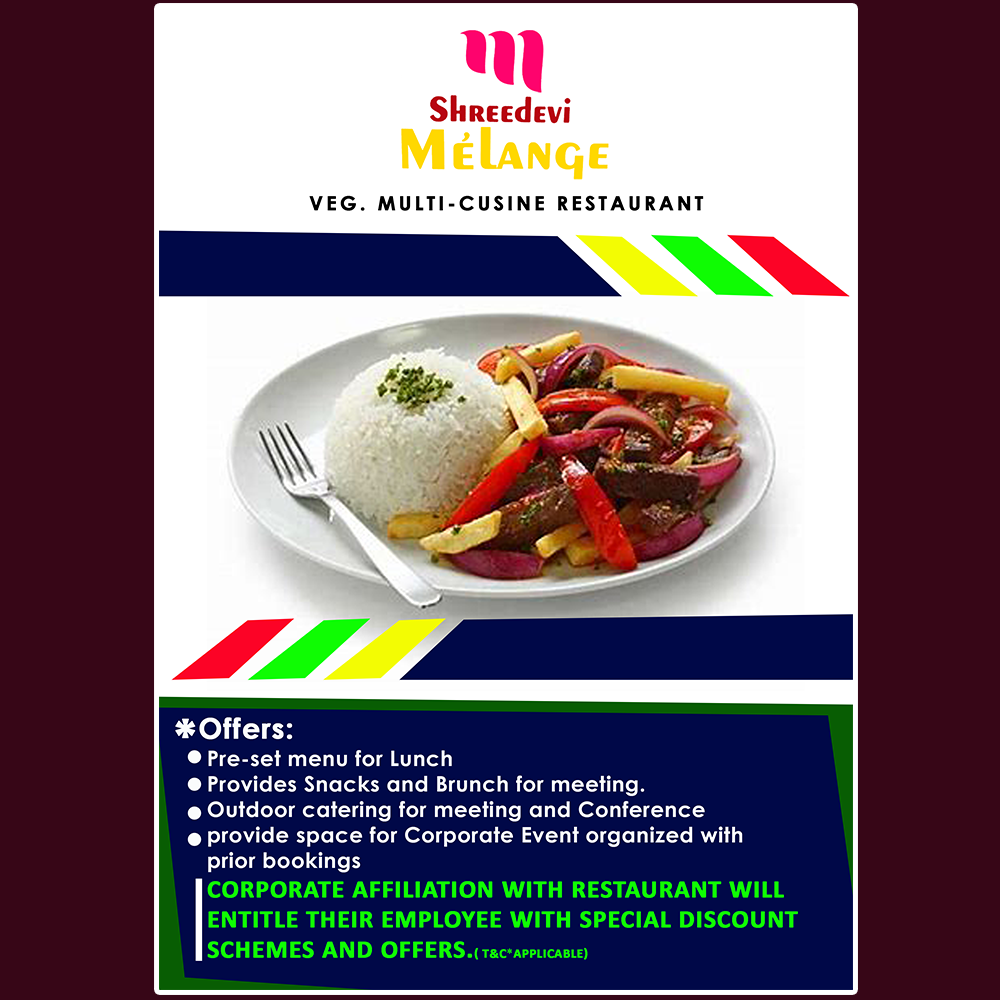 Shreedevi
Mélange
VEG. MULTI-CUSINE RESTAURANT
*Offers:
● Pre-set menu for Lunch
● Provides Snacks and Brunch for meeting.
● Outdoor catering for meeting and Conference
● provide space for Corporate Event organized with
prior bookings
CORPORATE AFFILIATION WITH RESTAURANT WILL
ENTITLE THEIR EMPLOYEE WITH SPECIAL DISCOUNT
SCHEMES AND OFFERS.( T&C*APPLICABLE)